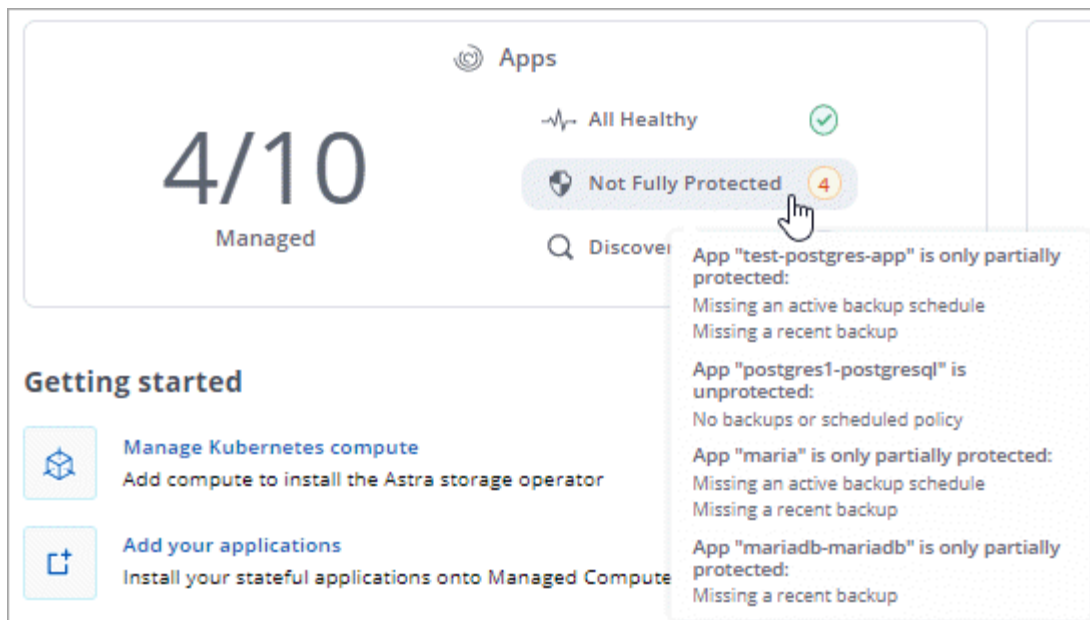 Apps
4/10
Managed
All Healthy
Not Fully Protected 4
Discover
App "test-postgres-app" is only partially
protected:
Missing an active backup schedule
Missing a recent backup
App "postgres1-postgresql" is
unprotected:
No backups or scheduled policy
App "maria" is only partially protected:
Missing an active backup schedule
Missing a recent backup
App "mariadb-mariadb" is only partially
protected:
Missing a recent backup
Getting started
Manage Kubernetes compute
Add compute to install the Astra storage operator
Add your applications
Install your stateful applications onto Managed Compute